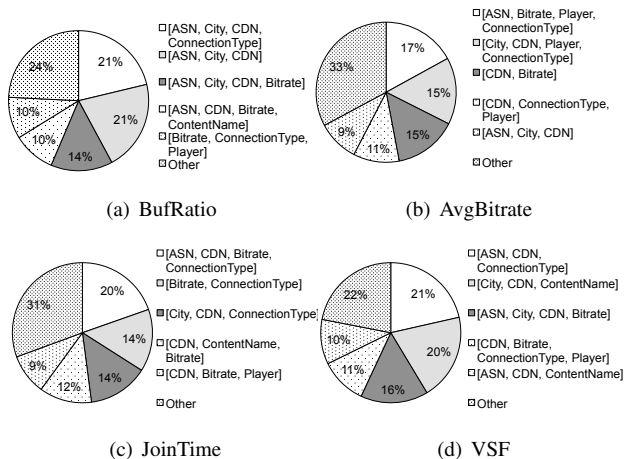 21%
21%
14%
10%
10%
24%
[ASN, City, CDN,
ConnectionType]
[ASN, City, CDN]
[ASN, City, CDN, Bitrate]
[ASN, CDN, Bitrate,
ContentName]
[Bitrate, ConnectionType,
Player]
Other
(a) BufRatio
17%
15%
15%
11%
9%
33%
[ASN, Bitrate, Player,
ConnectionType]
[City, CDN, Player,
ConnectionType]
[CDN, Bitrate]
[CDN, ConnectionType,
Player]
[ASN, City, CDN]
Other
(b) AvgBitrate
20%
14%
14%
12%
9%
31%
[ASN, CDN, Bitrate,
ConnectionType]
[Bitrate, ConnectionType]
[City, CDN, ConnectionType]
[CDN, ContentName,
Bitrate]
[CDN, Bitrate, Player]
Other
(c) JoinTime
21%
20%
16%
11%
10%
22%
[ASN, CDN,
ConnectionType]
[City, CDN, ContentName]
[ASN, City, CDN, Bitrate]
[CDN, Bitrate,
ConnectionType, Player]
[ASN, CDN, ContentName]
Other
(d) VSF